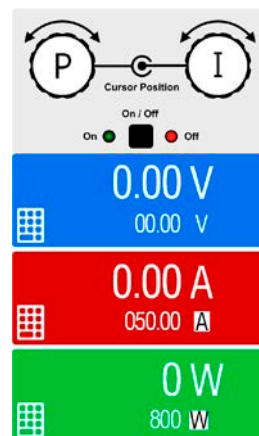 P I
Cursor Position
On / Off
On Off
0.00 V
00.00 V
0.00 A
050.00 A
0 W
800 W